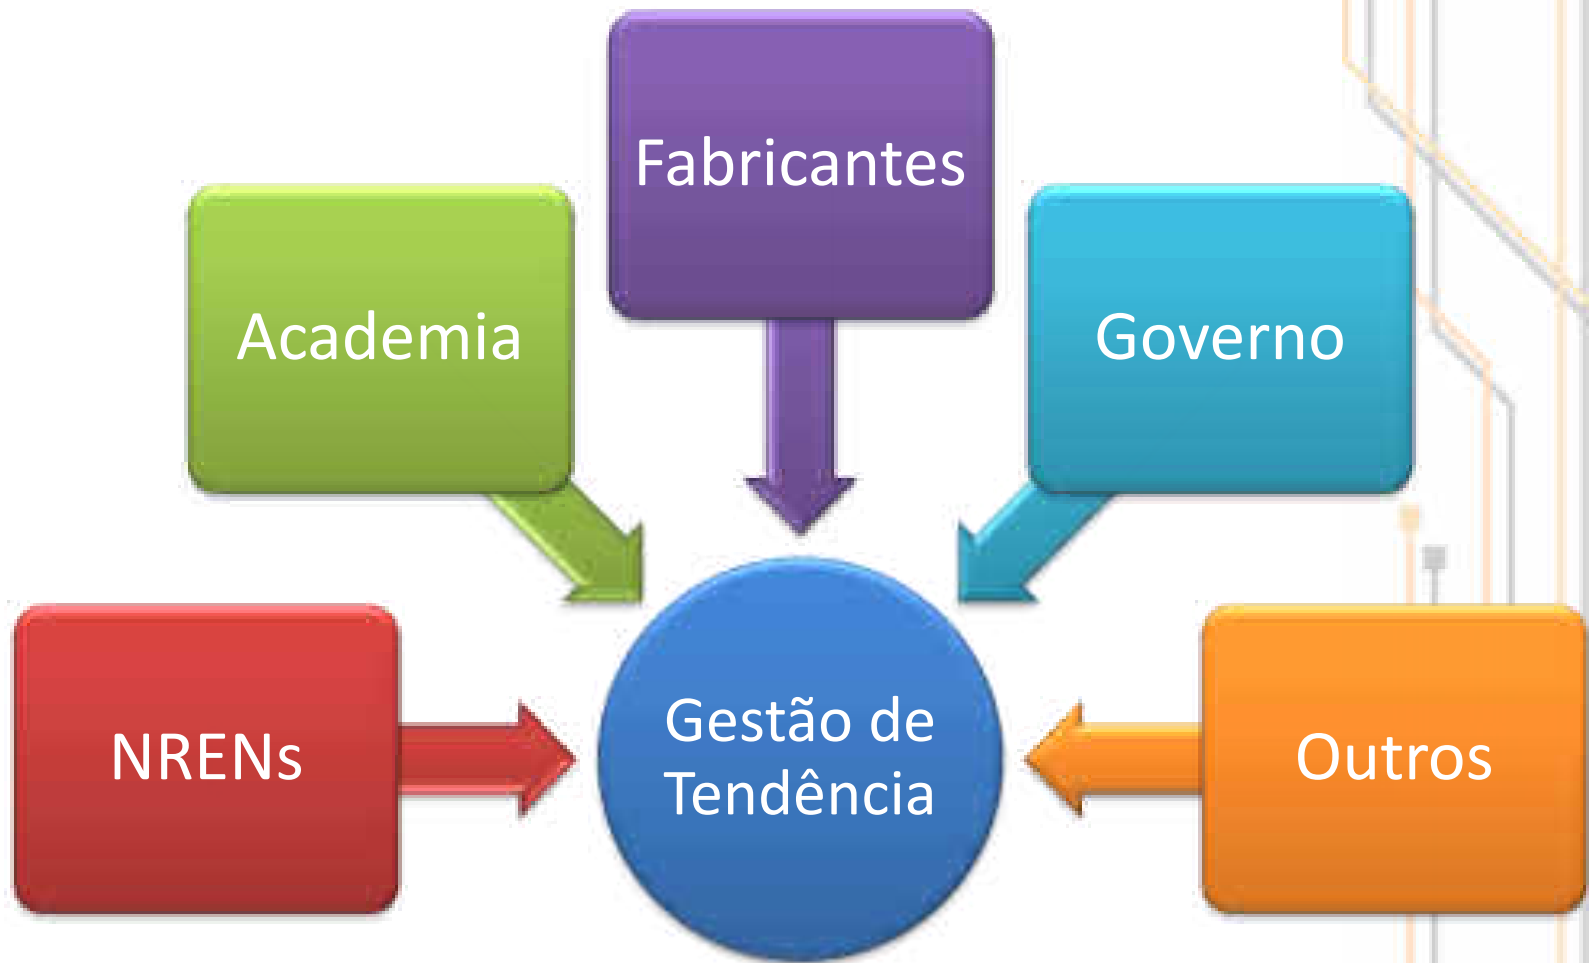 Fabricantes
Academia
Governo
NRENs
Gestão de
Tendência
Outros